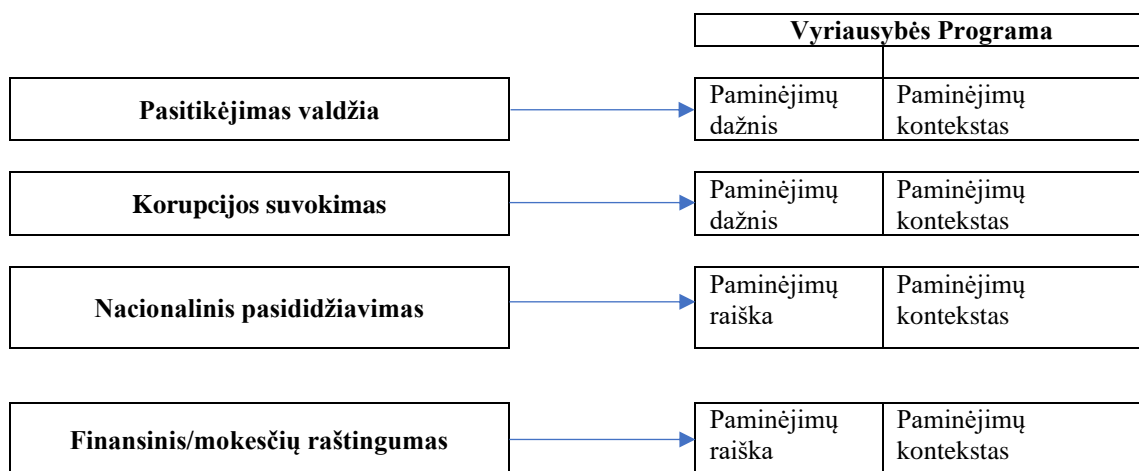 Vyriausybės Programa
Pasitikėjimas valdžia
Paminėjimų
dažnis
Paminėjimų
kontekstas
Korupcijos suvokimas
Paminėjimų
dažnis
Paminėjimų
kontekstas
Nacionalinis pasididžiavimas
Paminėjimų
raiška
Paminėjimų
kontekstas
Finansinis/mokesčių raštingumas
Paminėjimų
raiška
Paminėjimų
kontekstas